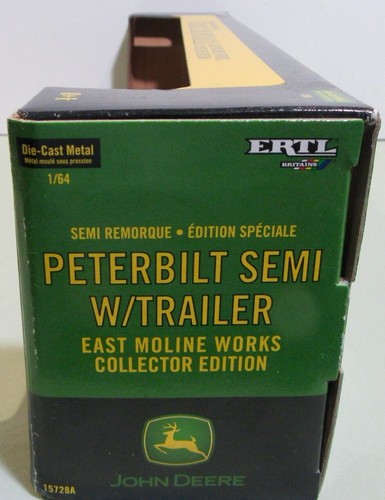 Die-Cast Metal
Métal moulé sous pression
1/64
ERTL
BRITAINS
SEMI REMORQUE • ÉDITION SPÉCIALE
PETERBILT SEMI
W/TRAILER
EAST MOLINE WORKS
COLLECTOR EDITION
JOHN DEERE
15728A